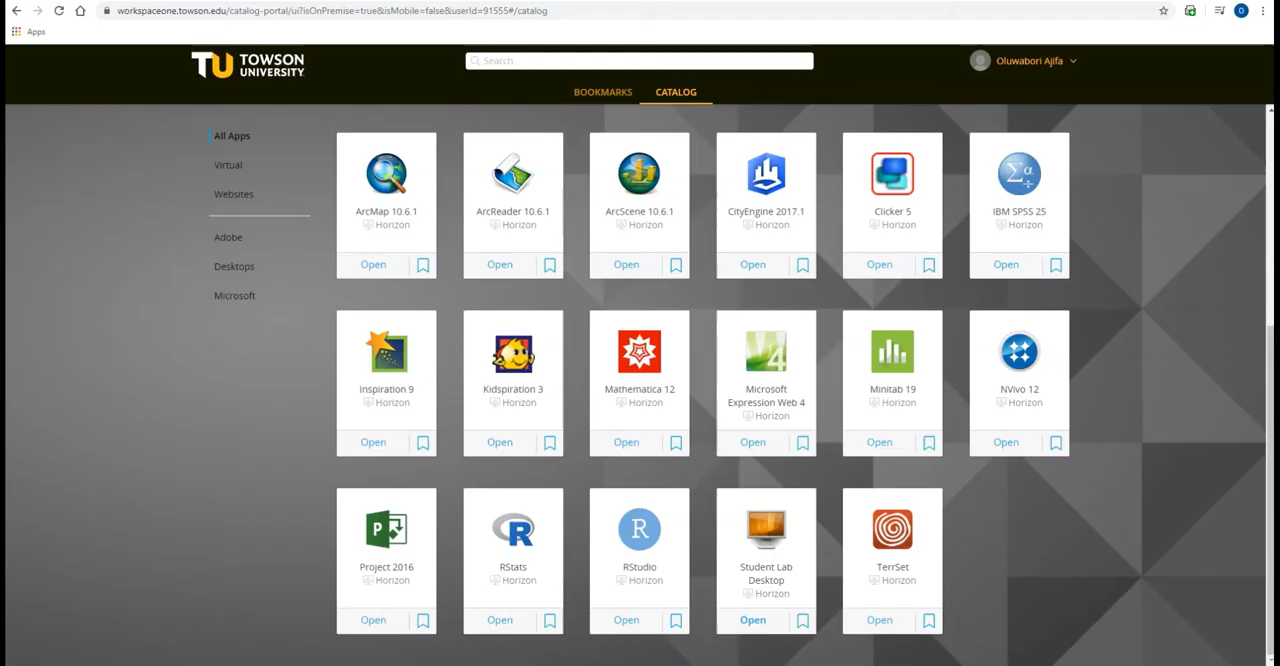 workspaceone.towson.edu/catalog-portal/ui?isOnPremise=true&isMobile=false&userId=91555#/catalog
O
Apps
TU TOWSON UNIVERSITY.
Search
Oluwabori Ajifa
BOOKMARKS CATALOG
All Apps
Virtual
Websites
Adobe
Desktops
Microsoft
ArcMap 10.6.1 ArcReader 10.6.1 ArcScene 10.6.1 CityEngine 2017.1 Clicker 5 IBM SPSS 25
Horizon Horizon Horizon Horizon Horizon Horizon
Open Open Open Open Open Open
Inspiration 9 Kidspiration 3 Mathematica 12 Microsoft Expression Web 4 Minitab 19 NVivo 12
Horizon Horizon Horizon Horizon Horizon Horizon
Open Open Open Open Open Open
Project 2016 RStats RStudio Student Lab Desktop TerrSet
Horizon Horizon Horizon Horizon Horizon
Open Open Open Open Open